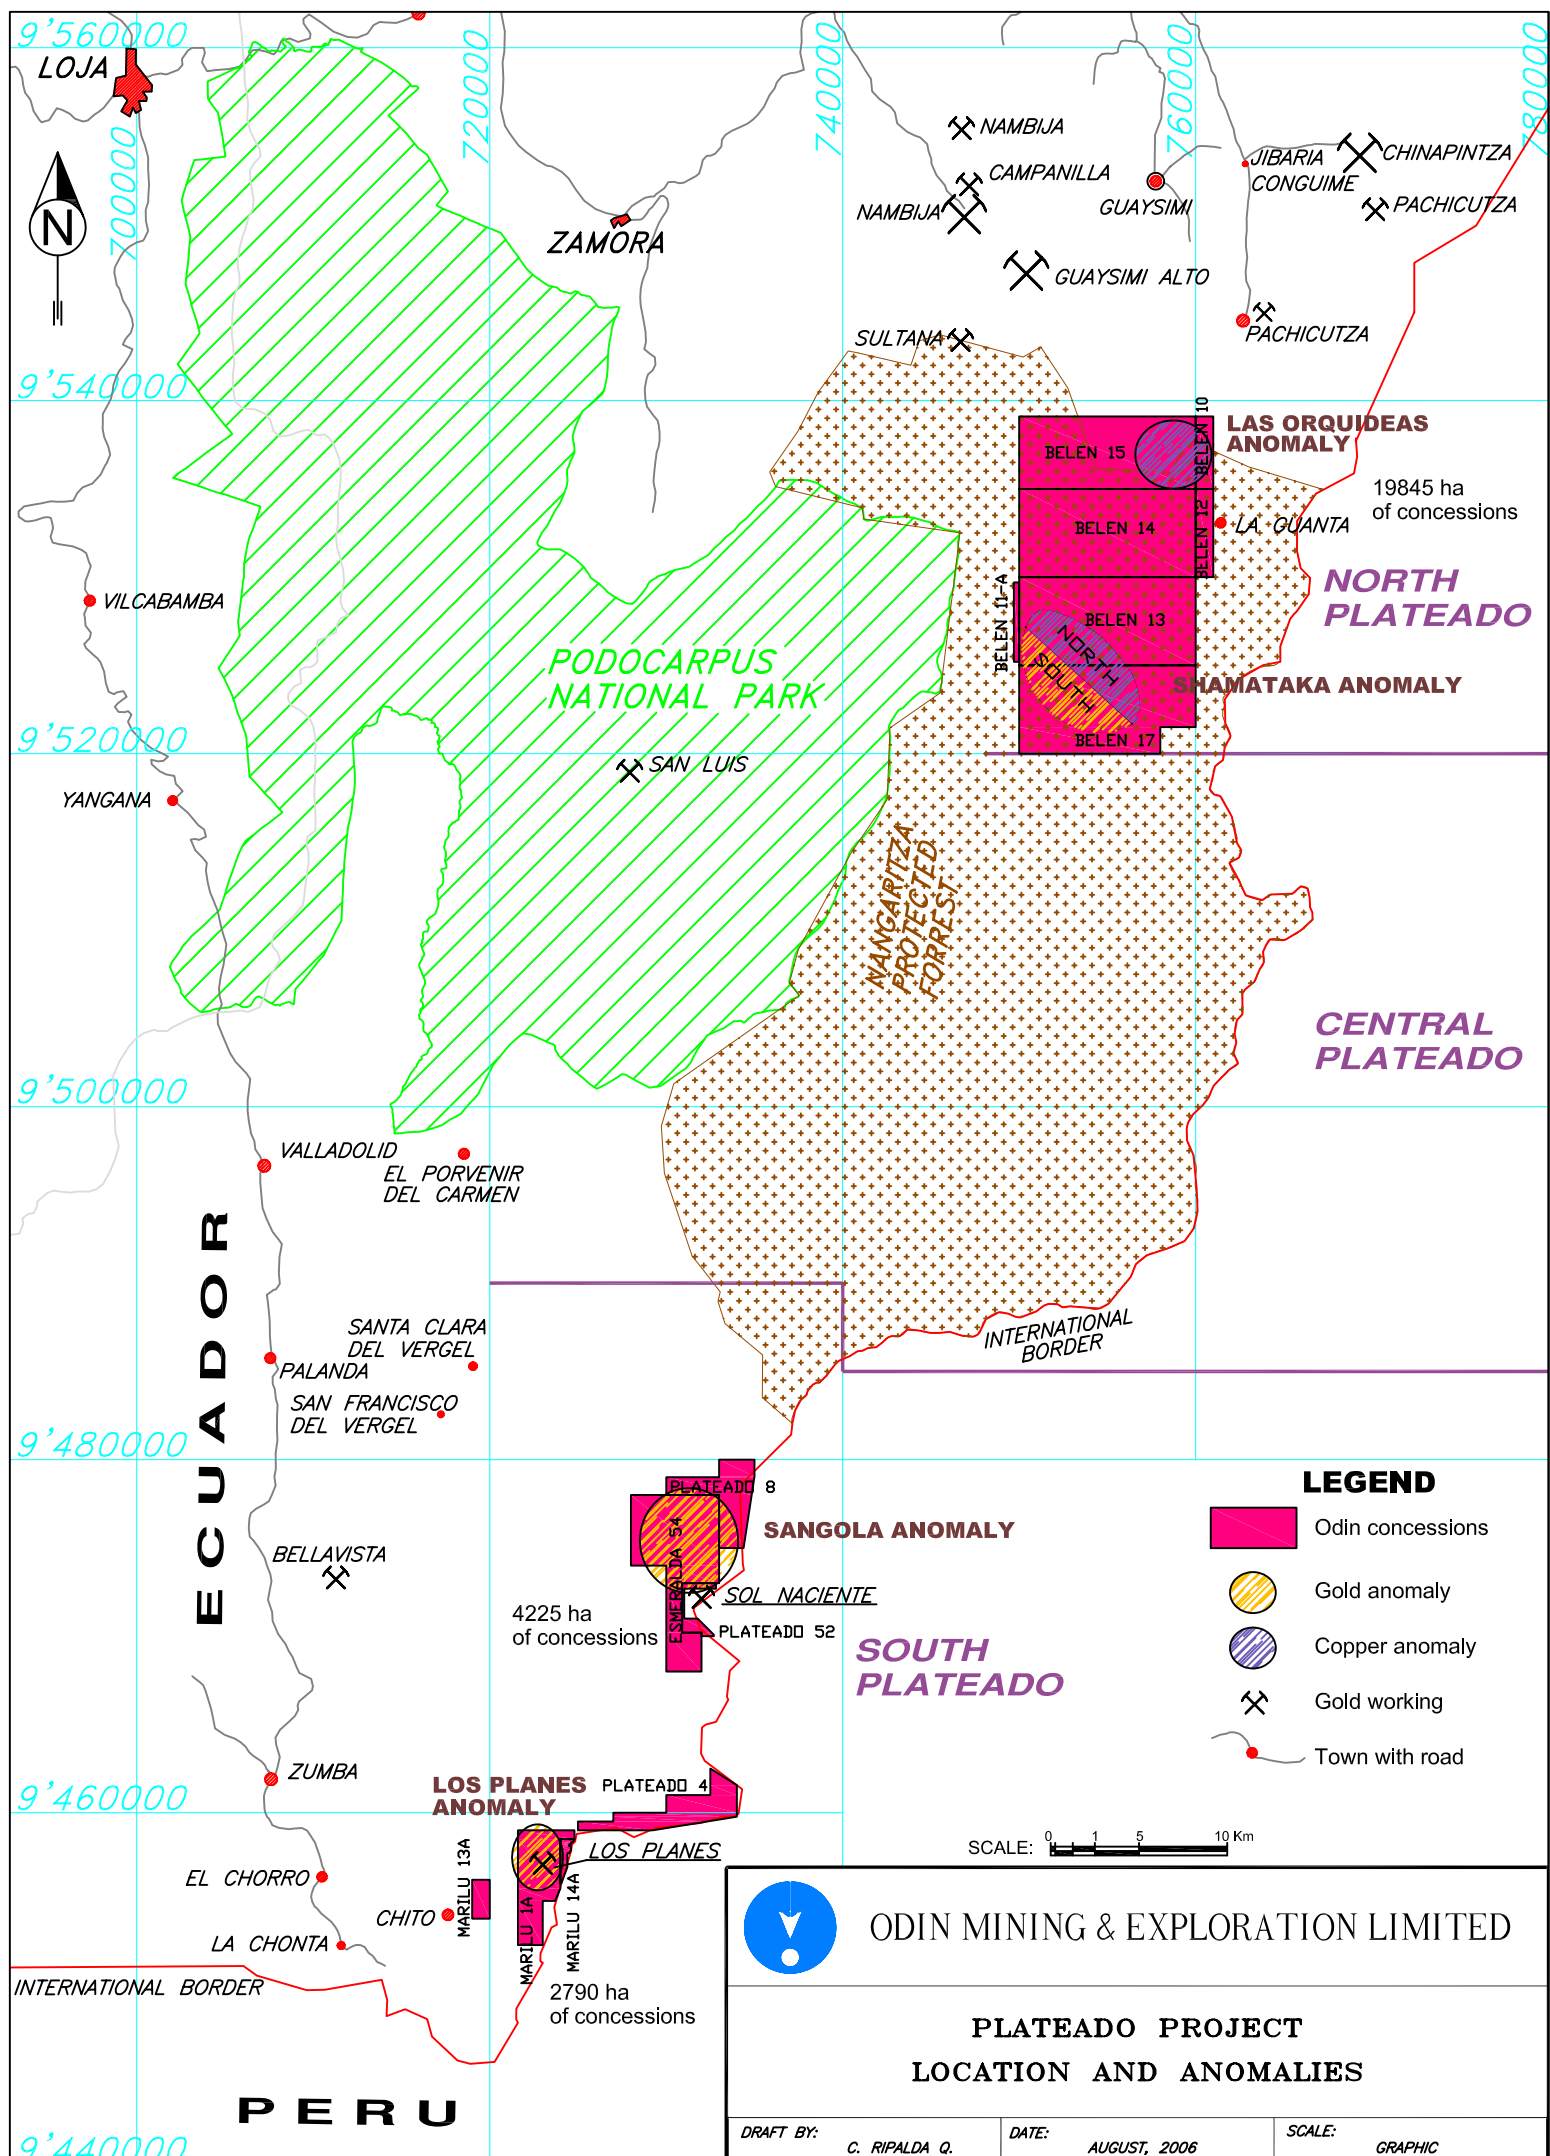 9'560000
LOJA
700000
720000
740000
760000
780000
N
NAMBIJA
CAMPANILLA
NAMBIJA
GUAYSIMI
JIBARIA
CONGUIME
CHINAPINTZA
PACHICUTZA
ZAMORA
GUAYSIMI ALTO
SULTANA
PACHICUTZA
9'540000
LAS ORQUIDEAS
ANOMALY
BELEN 10
BELEN 15
19845 ha
of concessions
BELEN 14
BELEN 12
LA GUANTA
NORTH
PLATEADO
VILCABAMBA
BELEN 11-A
BELEN 13
NORTH
SOUTH
PODOCARPUS
NATIONAL PARK
SHAMATAKA ANOMALY
BELEN 17
9'520000
SAN LUIS
YANGANA
NANGARITZA
PROTECTED
FORREST
CENTRAL
PLATEADO
9'500000
VALLADOLID
EL PORVENIR
DEL CARMEN
ECUADOR
SANTA CLARA
DEL VERGEL
PALANDA
SAN FRANCISCO
DEL VERGEL
INTERNATIONAL
BORDER
9'480000
PLATEADO 8
SANGOLA ANOMALY
ESMERALDA 54
BELLAVISTA
SOL NACIENTE
4225 ha
of concessions
PLATEADO 52
SOUTH
PLATEADO
LEGEND
Odin concessions
Gold anomaly
Copper anomaly
Gold working
Town with road
ZUMBA
LOS PLANES
ANOMALY
PLATEADO 4
9'460000
SCALE:
0 1 5 10 Km
LOS PLANES
EL CHORRO
CHITO
MARILU 13A
MARILU 1A
MARILU 14A
LA CHONTA
INTERNATIONAL BORDER
2790 ha
of concessions
PERU
9'440000
ODIN MINING & EXPLORATION LIMITED
PLATEADO PROJECT
LOCATION AND ANOMALIES
DRAFT BY:
C. RIPALDA Q.
DATE:
AUGUST, 2006
SCALE:
GRAPHIC